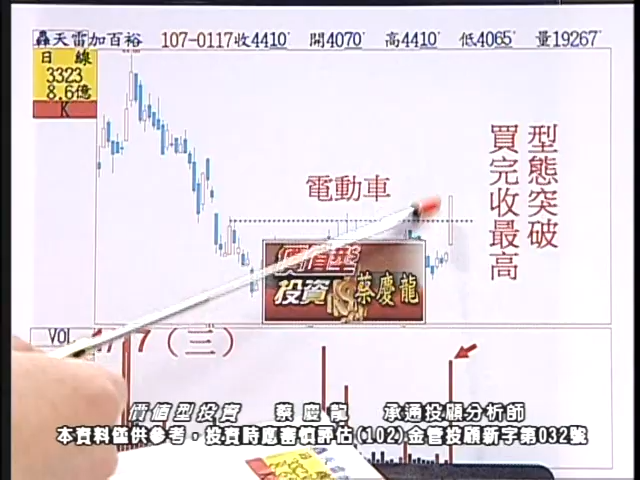 轟天雷加百裕 107-0117收4410' 開4070' 高4410' 低4065' 量19267'
日 線
3323
8.6億
K
型態突破
買完收最高
電動車
價值型
投資 蔡慶龍
VOL
7(三)
價值型投資 蔡慶龍 承通投顧分析師
本資料僅供參考,投資時應審慎評估(102)金管投顧新字第032號